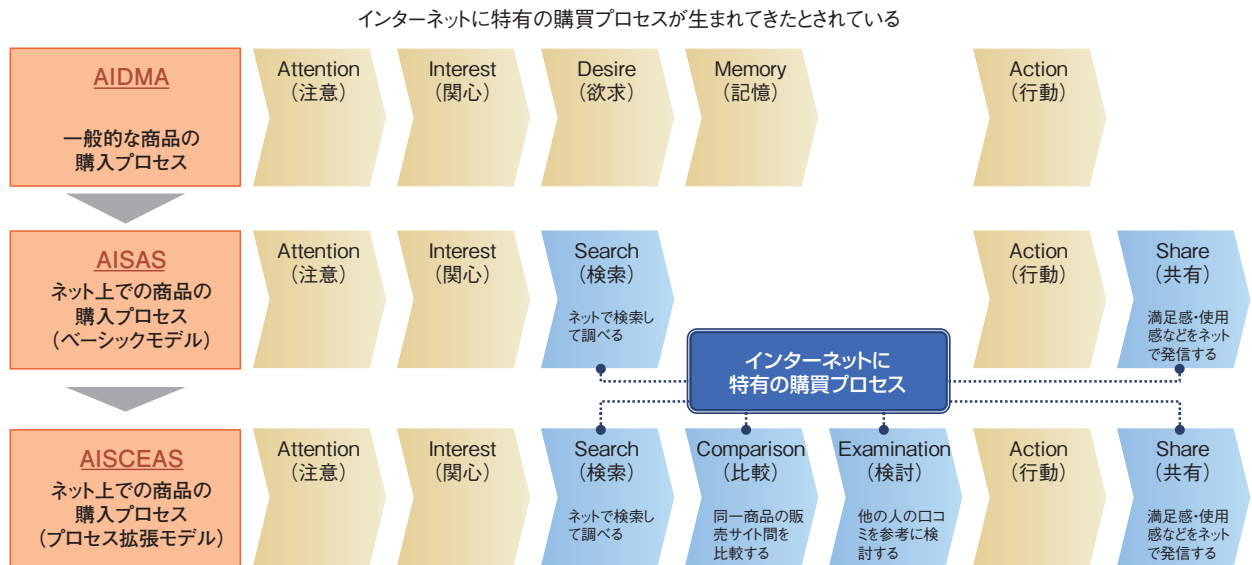 インターネットに特有の購買プロセスが生まれてきたとされている
AIDMA
一般的な商品の
購入プロセス
Attention
（注意）
Interest
（関心）
Desire
（欲求）
Memory
（記憶）
Action
（行動）
AISAS
ネット上での商品の
購入プロセス
（ベーシックモデル）
Attention
（注意）
Interest
（関心）
Search
（検索）
ネットで検索し
て調べる
Action
（行動）
Share
（共有）
満足感・使用
感などをネット
で発信する
インターネットに
特有の購買プロセス
AISCEAS
ネット上での商品の
購入プロセス
（プロセス拡張モデル）
Attention
（注意）
Interest
（関心）
Search
（検索）
ネットで検索し
て調べる
Comparison
（比較）
同一商品の販
売サイト間を
比較する
Examination
（検討）
他の人の口コ
ミを参考に検
討する
Action
（行動）
Share
（共有）
満足感・使用
感などをネット
で発信する